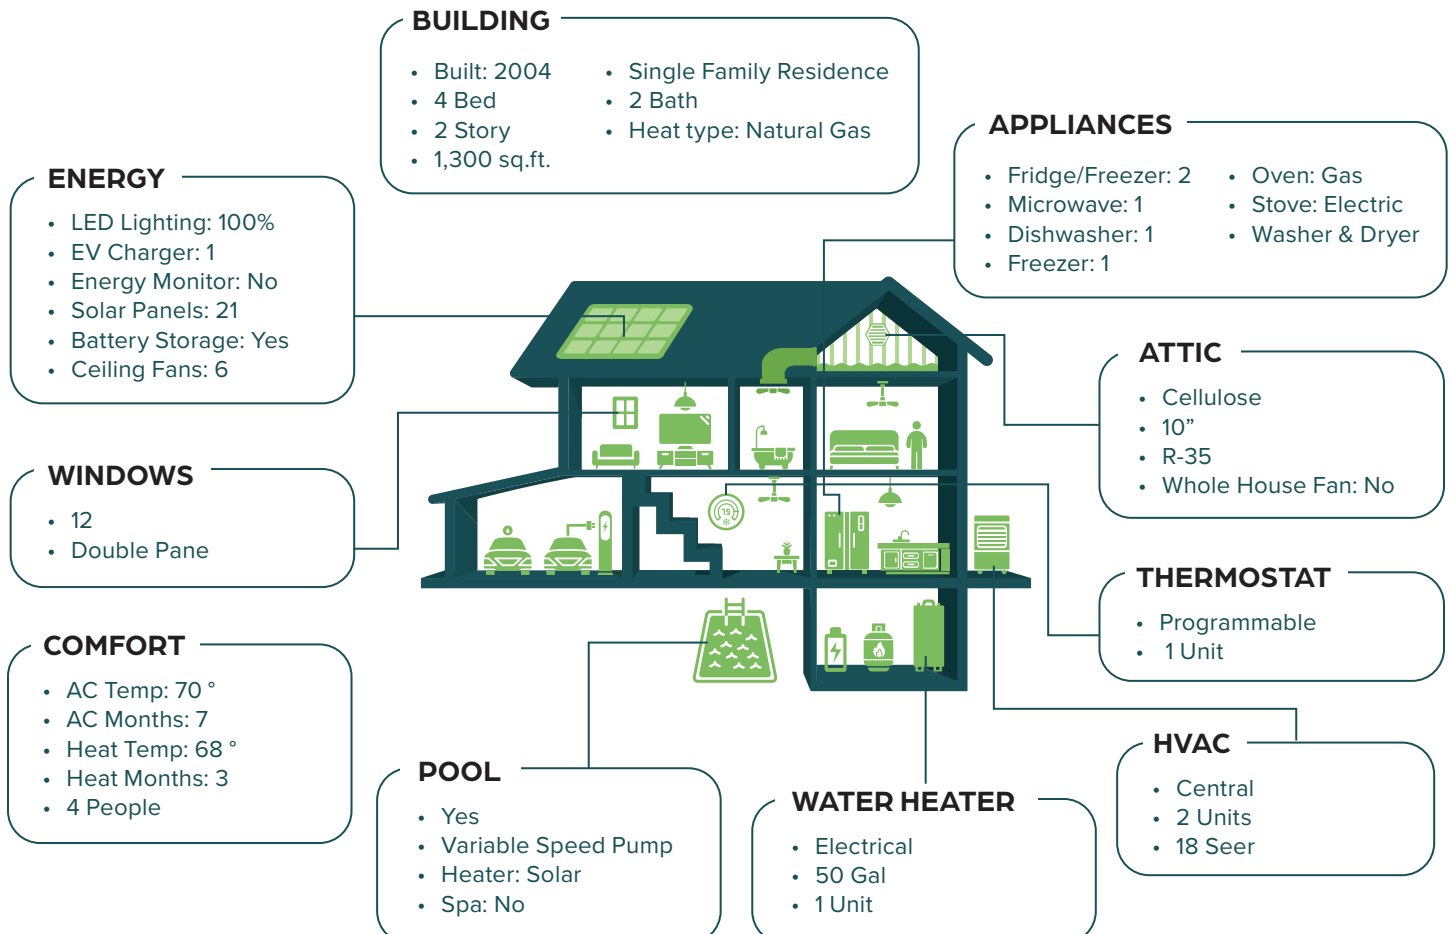 BUILDING
• Built: 2004
• 4 Bed
• 2 Story
• 1,300 sq.ft.
• Single Family Residence
• 2 Bath
• Heat type: Natural Gas
APPLIANCES
• Fridge/Freezer: 2
• Microwave: 1
• Dishwasher: 1
• Freezer: 1
• Oven: Gas
• Stove: Electric
• Washer & Dryer
ENERGY
• LED Lighting: 100%
• EV Charger: 1
• Energy Monitor: No
• Solar Panels: 21
• Battery Storage: Yes
• Ceiling Fans: 6
ATTIC
• Cellulose
• 10”
• R-35
• Whole House Fan: No
WINDOWS
• 12
• Double Pane
75
THERMOSTAT
• Programmable
• 1 Unit
COMFORT
• AC Temp: 70 °
• AC Months: 7
• Heat Temp: 68 °
• Heat Months: 3
• 4 People
HVAC
• Central
• 2 Units
• 18 Seer
POOL
• Yes
• Variable Speed Pump
• Heater: Solar
• Spa: No
WATER HEATER
• Electrical
• 50 Gal
• 1 Unit